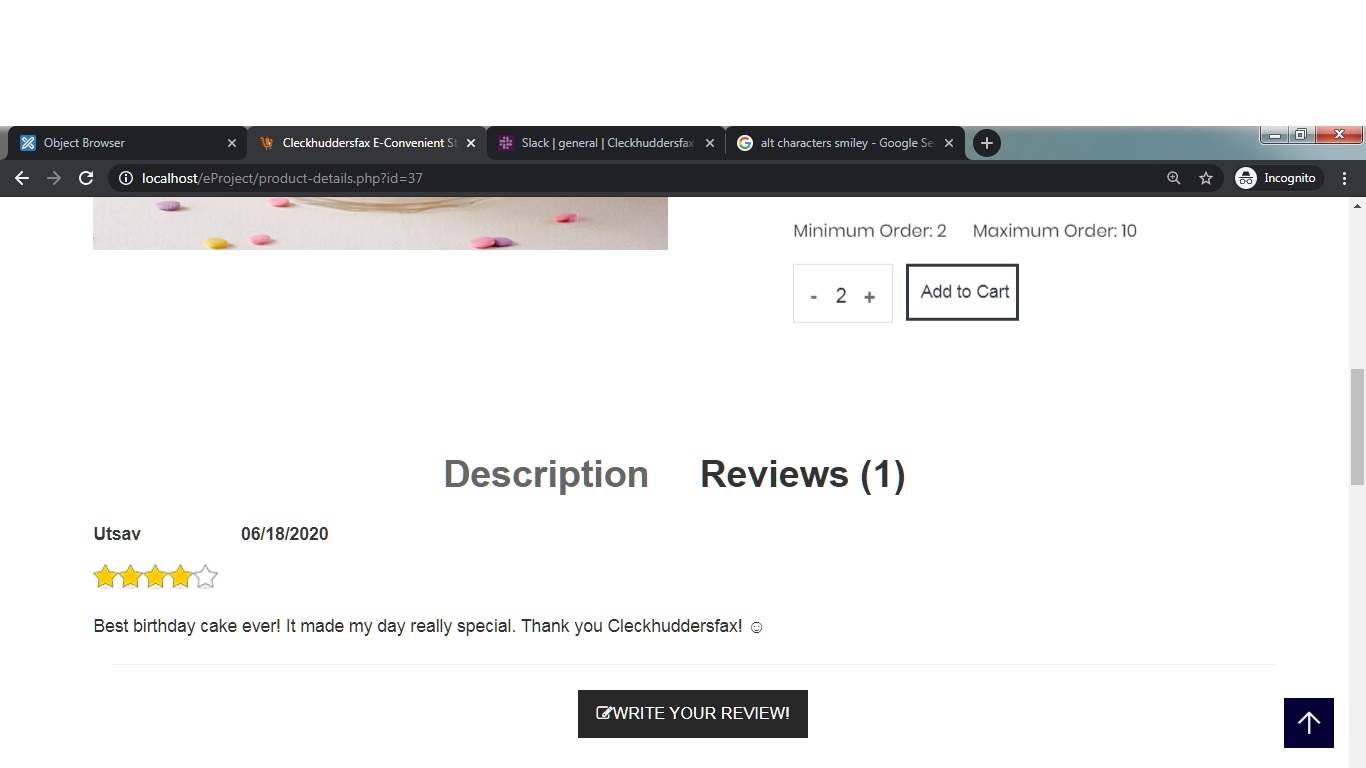 Object Browser
Cleckhuddersfax E-Convenient St
Slack | general | Cleckhuddersfax
alt characters smiley - Google Se
localhost/eProject/product-details.php?id=37
Incognito
Minimum Order: 2 Maximum Order: 10
- 2 +
Add to Cart
Description Reviews (1)
Utsav 06/18/2020
Best birthday cake ever! It made my day really special. Thank you Cleckhuddersfax! ☺
WRITE YOUR REVIEW!